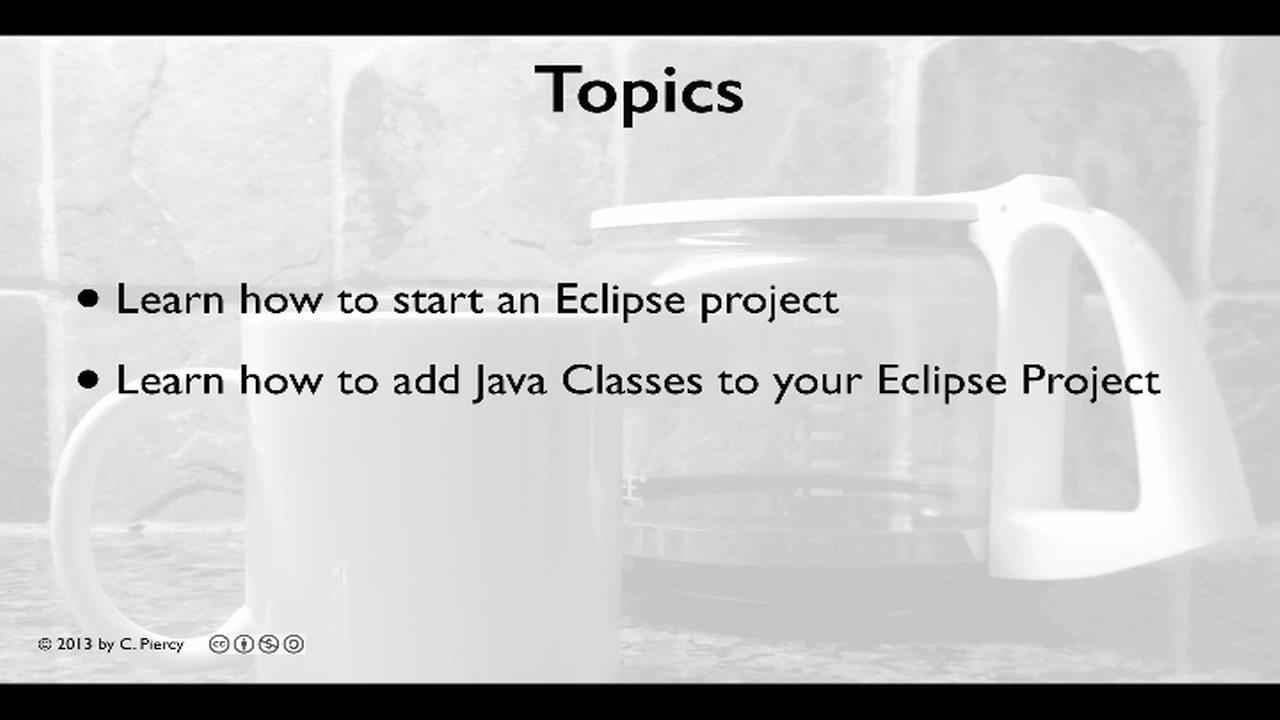 Topics
• Learn how to start an Eclipse project
• Learn how to add Java Classes to your Eclipse Project
© 2013 by C. Piercy